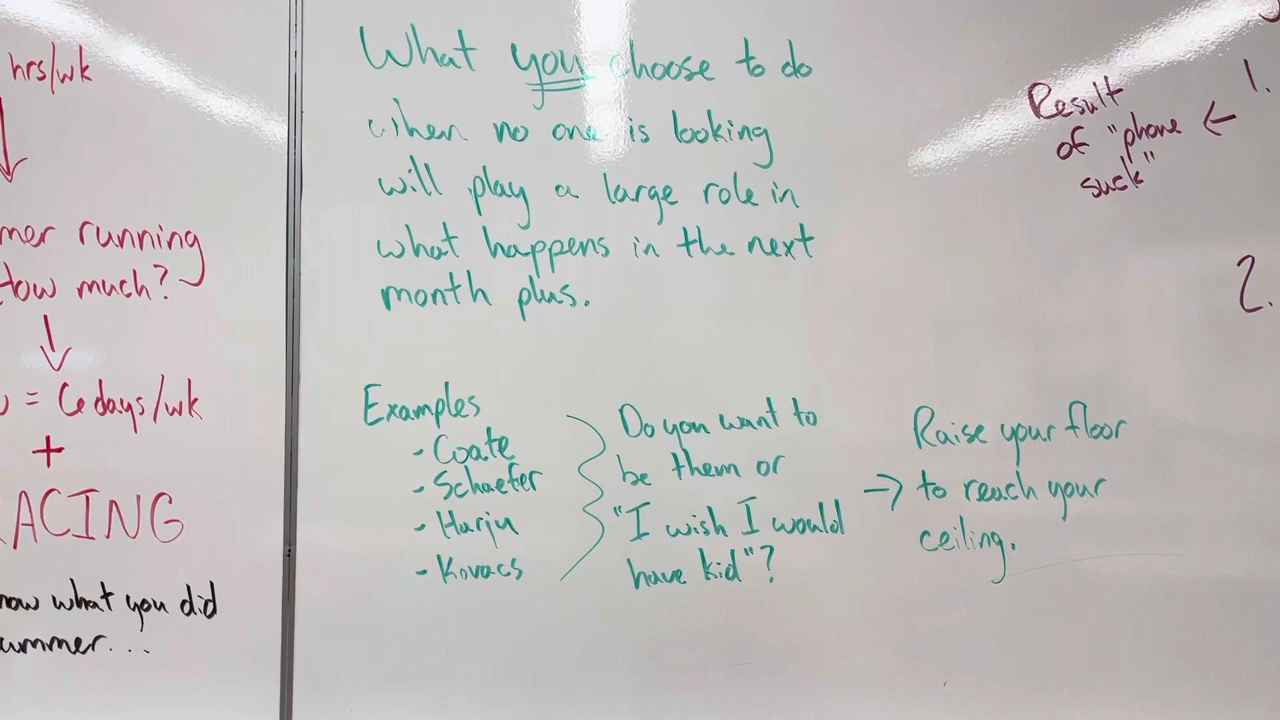 hrs/wk
mer running
How much?
= 6 days/wk
+
ACING
now what you did
ummer...
What you choose to do
when no one is looking
will play a large role in
what happens in the next
month plus.
Examples
- Coate
- Schaefer
- Harju
- Kovacs
Do you want to
be them or
"I wish I would
have kid"?
→ Raise your floor
to reach your
ceiling.
Result
of "phone ←
suck"
1.
2.